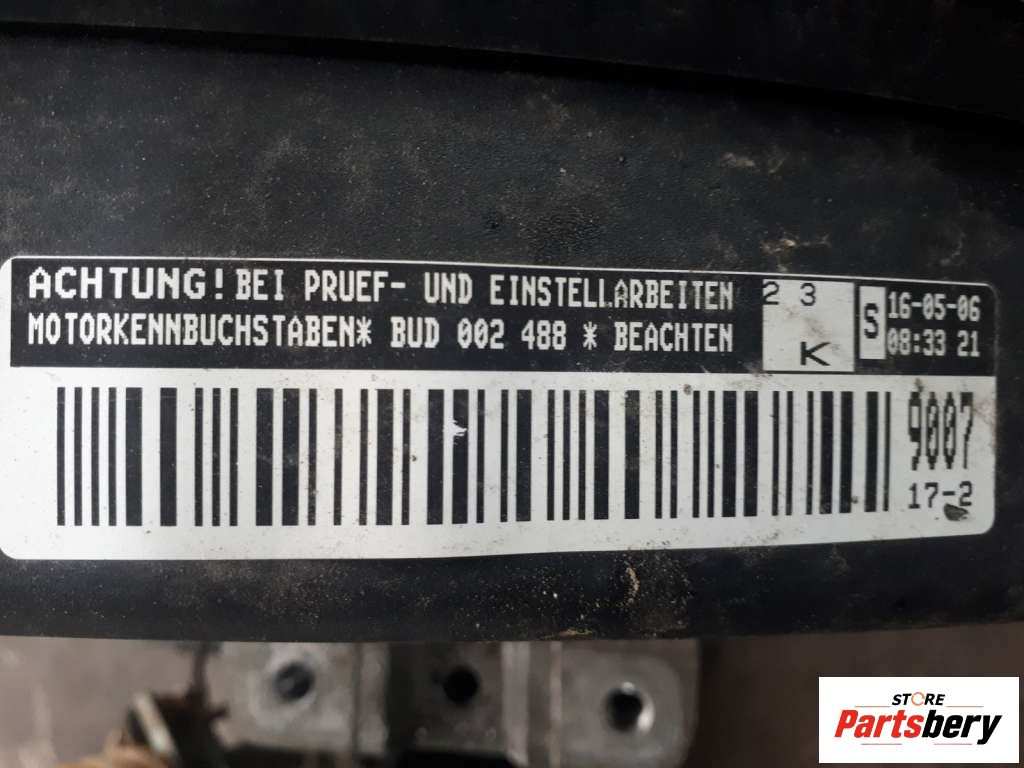 ACHTUNG! BEI PRUEF- UND EINSTELLARBEITEN
MOTORKENNBUCHSTABEN* BUD 002 488 * BEACHTEN
2 3
K
S
16-05-06
08:33 21
9007
17-2
STORE
Partsbery